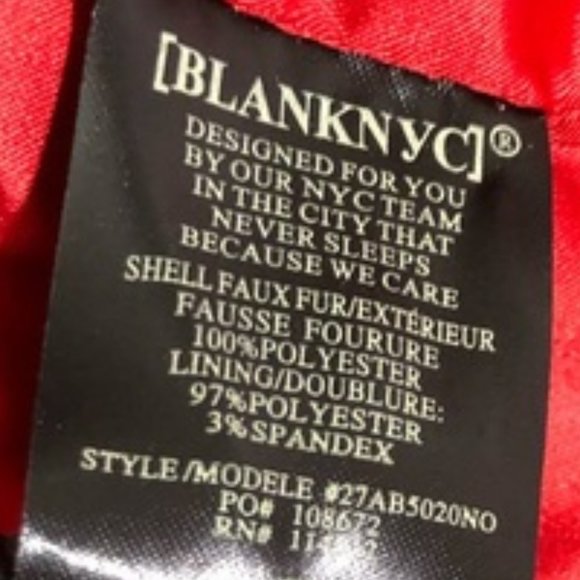 [BLANKNYC]®
DESIGNED FOR YOU
BY OUR NYC TEAM
IN THE CITY THAT
NEVER SLEEPS
BECAUSE WE CARE
SHELL FAUX FUR/EXTÉRIEUR
FAUSSE FOURURE
100%POLYESTER
LINING/DOUBLURE:
97%POLYESTER
3%SPANDEX
STYLE/MODELE #27AB5020NO
PO# 108672
RN#